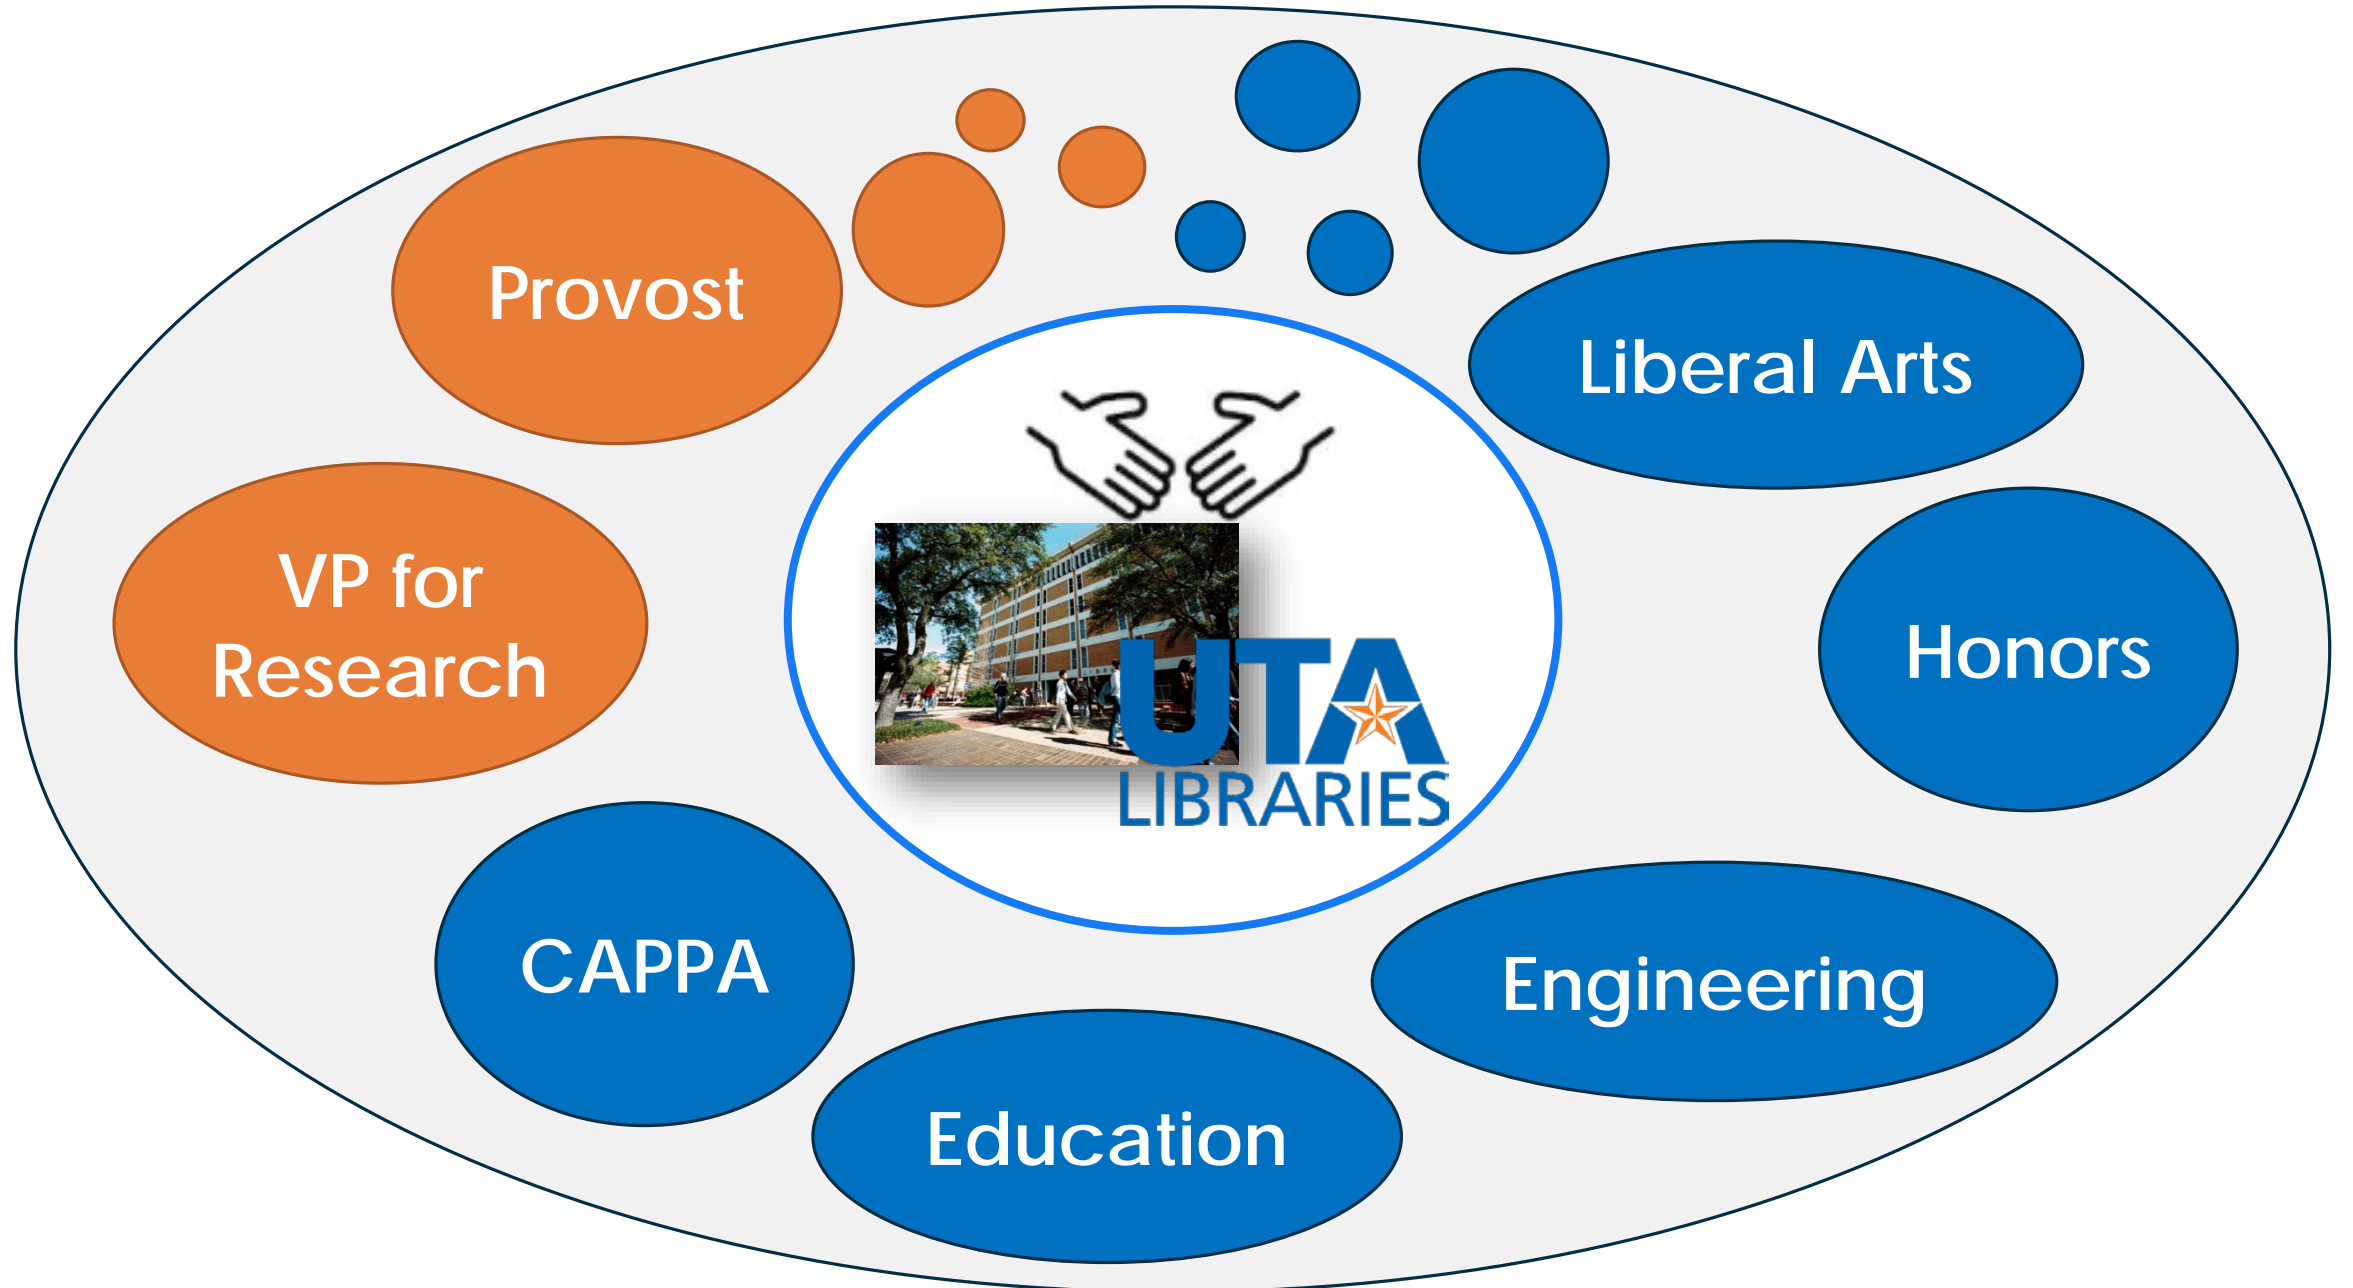 Provost
Liberal Arts
VP for
Research
Honors
UTA
LIBRARIES
CAPPA
Engineering
Education